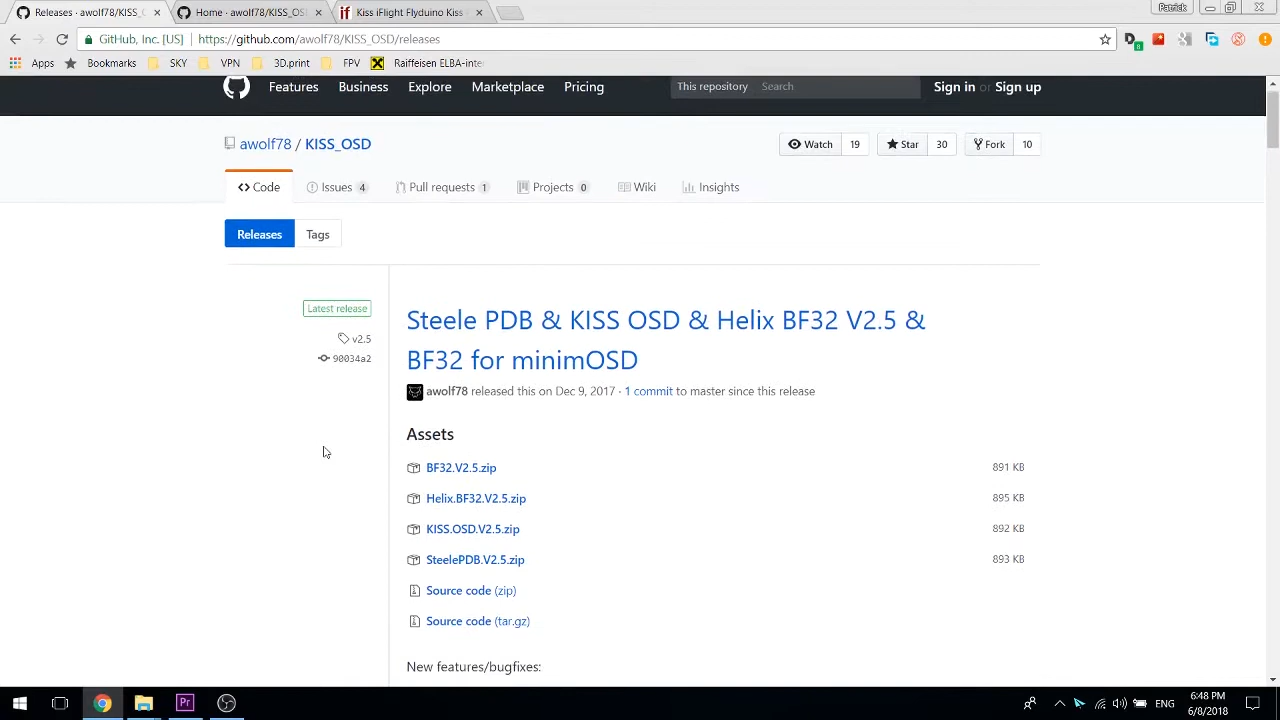 Releases · awolf78/KISS_O
Home · awolf78/KISS_OS
Kiss iFlight Flyduino Kiss
Patrick
GitHub, Inc. [US]
https://github.com/awolf78/KISS_OSD/releases
Apps
Bookmarks
SKY
VPN
3D.print
FPV
Raiffeisen ELBA-inte
Features
Business
Explore
Marketplace
Pricing
This repository
Search
Sign in or Sign up
awolf78 / KISS_OSD
Watch 19
Star 30
Fork 10
Code
Issues 4
Pull requests 1
Projects 0
Wiki
Insights
Releases
Tags
Latest release
v2.5
90034a2
Steele PDB & KISS OSD & Helix BF32 V2.5 &
BF32 for minimOSD
awolf78 released this on Dec 9, 2017 · 1 commit to master since this release
Assets
BF32.V2.5.zip 891 KB
Helix.BF32.V2.5.zip 895 KB
KISS.OSD.V2.5.zip 892 KB
SteelePDB.V2.5.zip 893 KB
Source code (zip)
Source code (tar.gz)
New features/bugfixes:
Pr
ENG
6:48 PM
6/8/2018